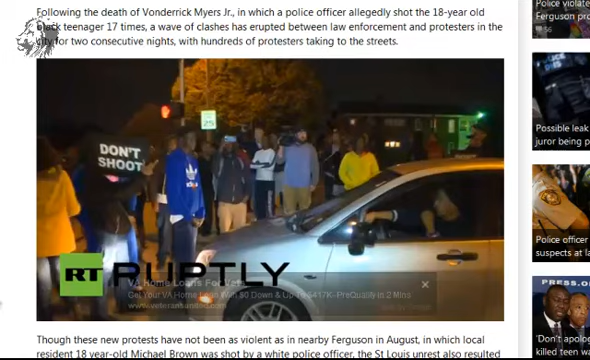 Following the death of Vonderrick Myers Jr., in which a police officer allegedly shot the 18-year old
black teenager 17 times, a wave of clashes has erupted between law enforcement and protesters in the
city for two consecutive nights, with hundreds of protesters taking to the streets.
Police violate
Ferguson pro
56
DON'T
SHOOT
Possible leak
juror being p
Police officer
suspects at la
RT RUPTLY
VA Home Loans For Vet
Get Your VA Home Loan With $0 Down & Up To $417K-PreQualify in 2 Mins
www.veteransunited.com
PRESS.O
'Don't apolog
killed teen w
Though these new protests have not been as violent as in nearby Ferguson in August, in which local
resident 18 year-old Michael Brown was shot by a white police officer, the St Louis unrest also resulted